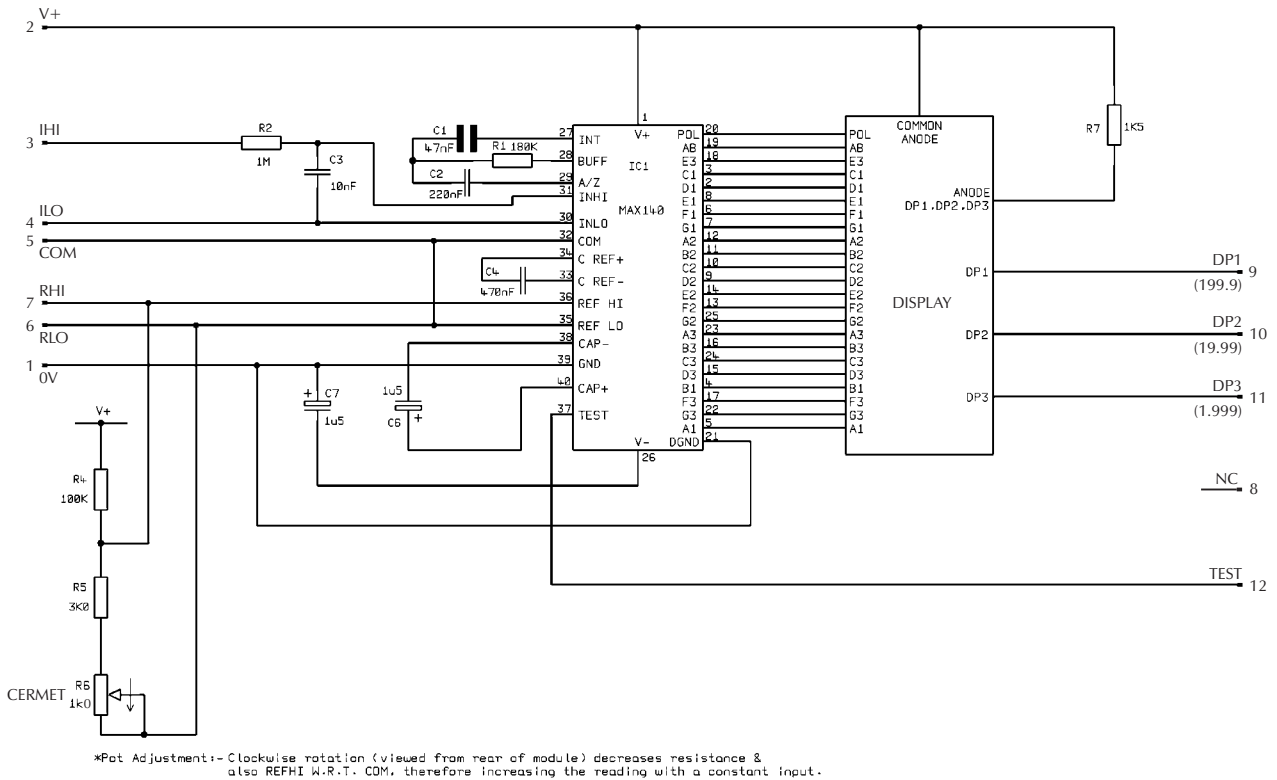 V+
2
IHI
3
ILO
4
5
COM
RHI
7
6
RLO
1
0V
R2
1M
C3
10nF
C1
47nF
R1 180K
C2
220nF
C4
470nF
+
C7
1u5
1u5
C6
+
1
V+
IC1
MAX140
27 INT
28 BUFF
29 A/Z
31 INHI
30 INLO
32 COM
34 C REF+
33 C REF-
36 REF HI
35 REF LO
38 CAP-
39 GND
40 CAP+
37 TEST
V-
26
POL 20 POL
AB 19 AB
E3 18 E3
C1 3 C1
D1 2 D1
E1 8 E1
F1 6 F1
G1 7 G1
A2 12 A2
B2 11 B2
C2 10 C2
D2 9 D2
E2 14 E2
F2 13 F2
G2 25 G2
A3 23 A3
B3 16 B3
C3 24 C3
D3 15 D3
B1 4 B1
F3 17 F3
G3 22 G3
A1 5 A1
DGND 21
COMMON
ANODE
ANODE
DP1,DP2,DP3
DP1
DISPLAY
DP2
DP3
R7 1K5
DP1
9
(199.9)
DP2
10
(19.99)
DP3
11
(1.999)
NC
8
TEST
12
V+
R4
100K
R5
3K0
CERMET
R6
1k0
*Pot Adjustment:- Clockwise rotation (viewed from rear of module) decreases resistance &
also REFHI W.R.T. COM, therefore increasing the reading with a constant input.